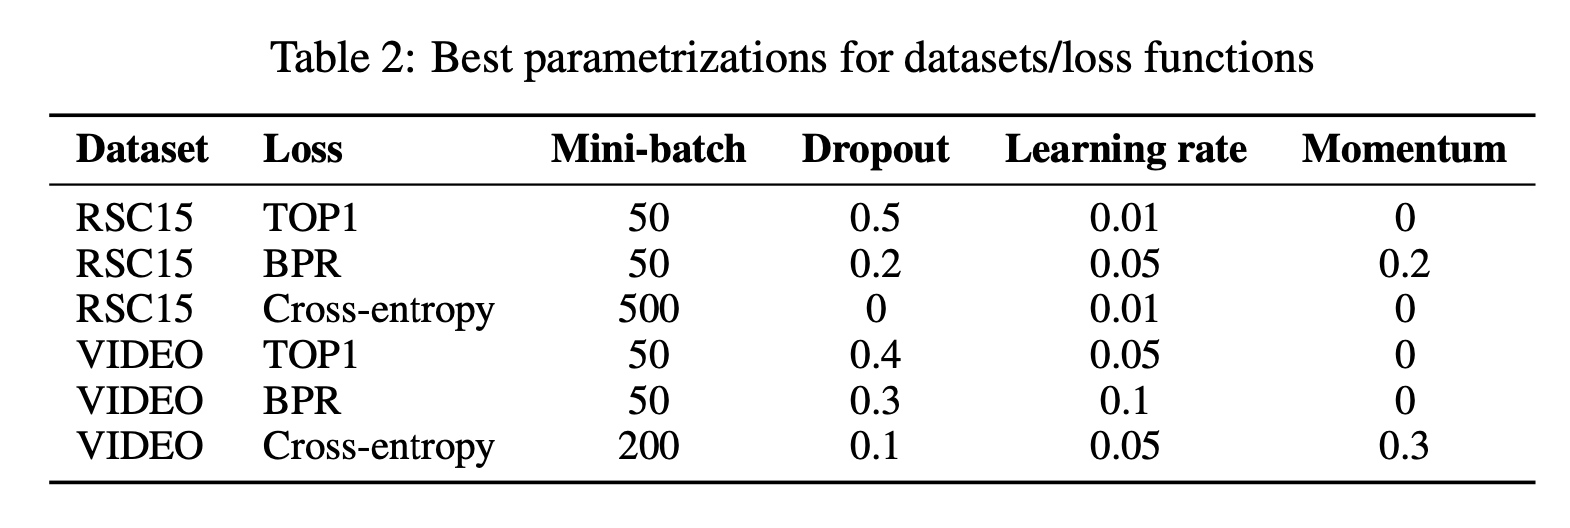 Table 2: Best parametrizations for datasets/loss functions
Dataset Loss Mini-batch Dropout Learning rate Momentum
RSC15 TOP1 50 0.5 0.01 0
RSC15 BPR 50 0.2 0.05 0.2
RSC15 Cross-entropy 500 0 0.01 0
VIDEO TOP1 50 0.4 0.05 0
VIDEO BPR 50 0.3 0.1 0
VIDEO Cross-entropy 200 0.1 0.05 0.3